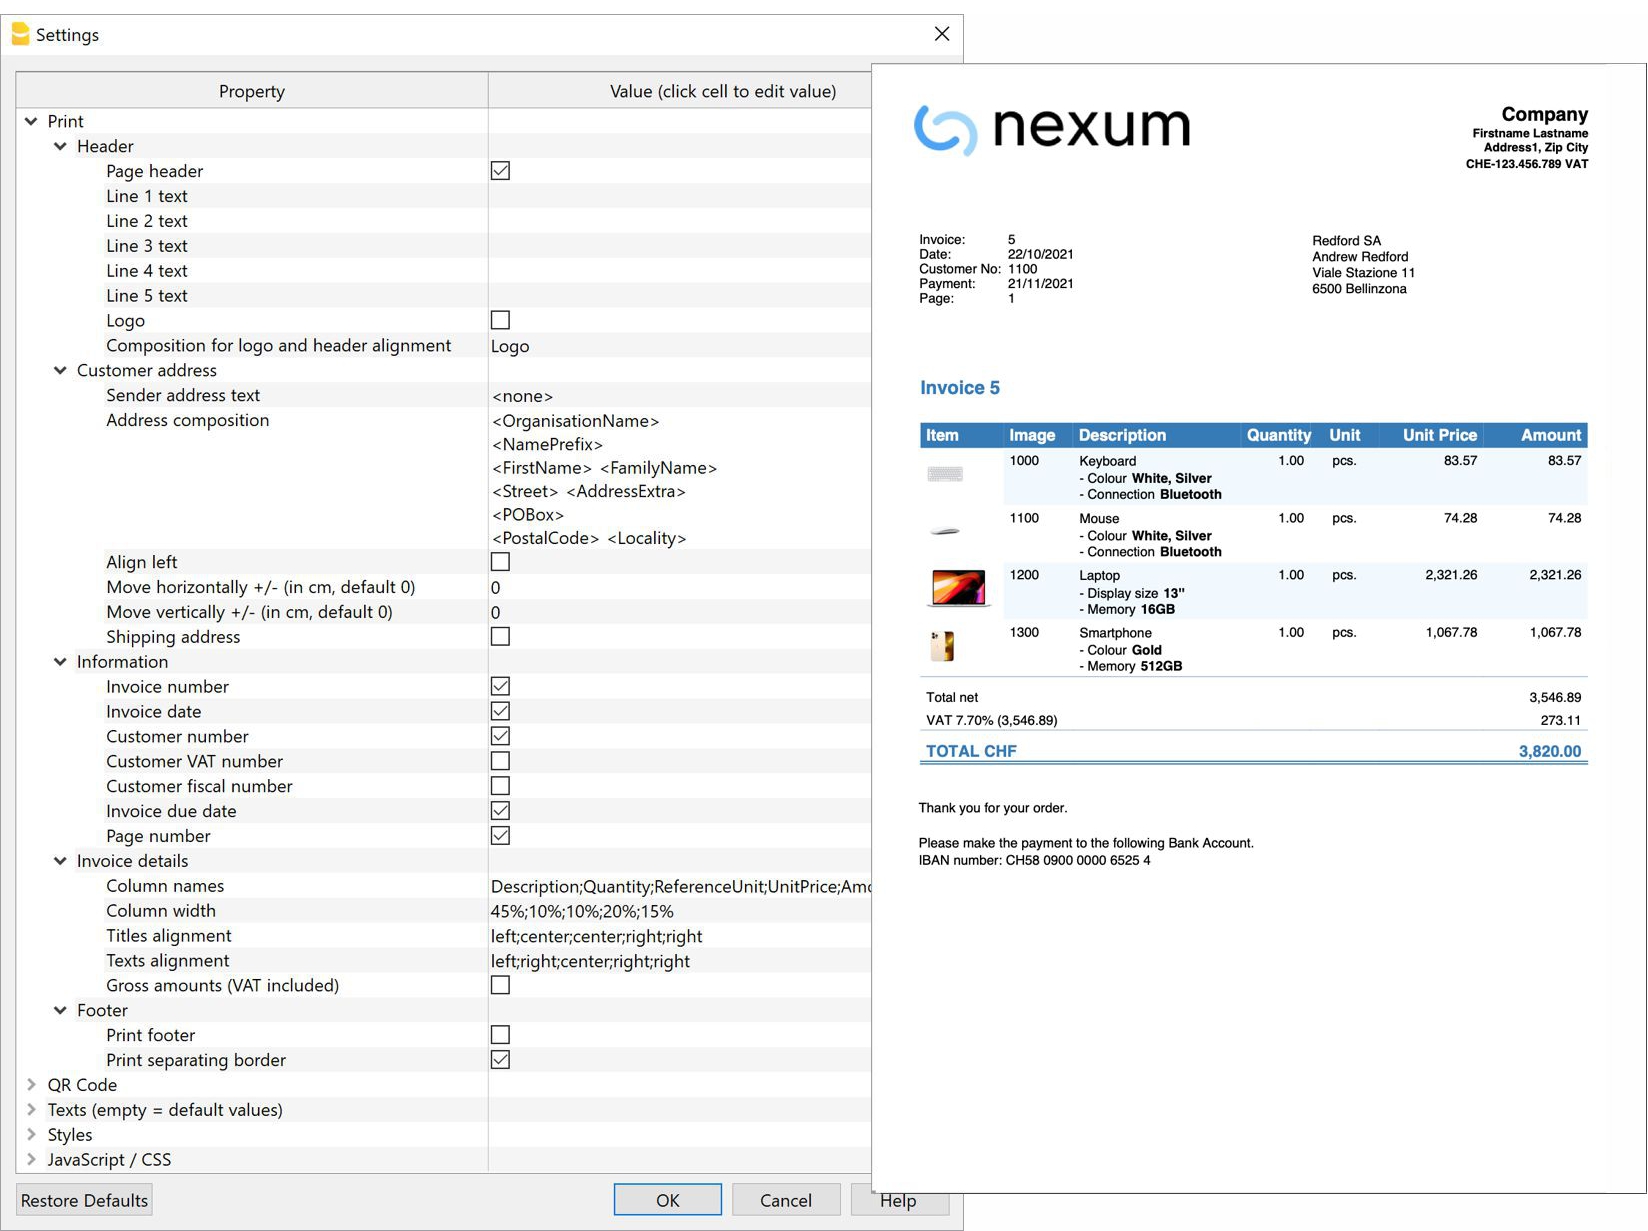 Settings
Property Value (click cell to edit value)
Print
Header
Page header
Line 1 text
Line 2 text
Line 3 text
Line 4 text
Line 5 text
Logo
Composition for logo and header alignment Logo
Customer address
Sender address text <none>
Address composition <OrganisationName>
<NamePrefix>
<FirstName> <FamilyName>
<Street> <AddressExtra>
<POBox>
<PostalCode> <Locality>
Align left
Move horizontally +/- (in cm, default 0) 0
Move vertically +/- (in cm, default 0) 0
Shipping address
Information
Invoice number
Invoice date
Customer number
Customer VAT number
Customer fiscal number
Invoice due date
Page number
Invoice details
Column names Description;Quantity;ReferenceUnit;UnitPrice;Amo
Column width 45%;10%;10%;20%;15%
Titles alignment left;center;center;right;right
Texts alignment left;right;center;right;right
Gross amounts (VAT included)
Footer
Print footer
Print separating border
QR Code
Texts (empty = default values)
Styles
JavaScript / CSS
Restore Defaults OK Cancel Help
nexum
Company
Firstname Lastname
Address1, Zip City
CHE-123.456.789 VAT
Invoice: 5
Date: 22/10/2021
Customer No: 1100
Payment: 21/11/2021
Page: 1
Redford SA
Andrew Redford
Viale Stazione 11
6500 Bellinzona
Invoice 5
Item Image Description Quantity Unit Unit Price Amount
1000 Keyboard 1.00 pcs. 83.57 83.57
- Colour White, Silver
- Connection Bluetooth
1100 Mouse 1.00 pcs. 74.28 74.28
- Colour White, Silver
- Connection Bluetooth
1200 Laptop 1.00 pcs. 2,321.26 2,321.26
- Display size 13"
- Memory 16GB
1300 Smartphone 1.00 pcs. 1,067.78 1,067.78
- Colour Gold
- Memory 512GB
Total net 3,546.89
VAT 7.70% (3,546.89) 273.11
TOTAL CHF 3,820.00
Thank you for your order.
Please make the payment to the following Bank Account.
IBAN number: CH58 0900 0000 6525 4